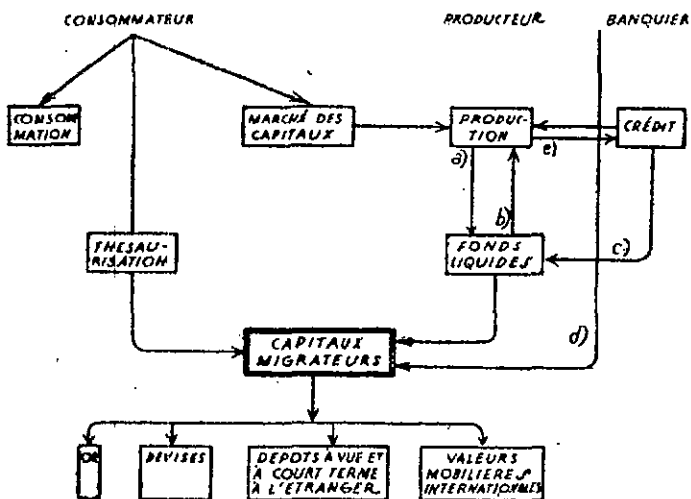 CONSOMMATEUR
PRODUCTEUR
BANQUIER
CONSOM
MATION
MARCHÉ DES
CAPITAUX
PRODUC-
TION
CRÉDIT
a)
e)
b)
THESAU-
RISATION
FONDS
LIQUIDES
c)
d)
CAPITAUX
MIGRATEURS
OR
DEVISES
DEPOTS À VUE ET
À COURT TERME
À L'ETRANGER
VALEURS
MOBILIERES
INTERNATIONALES